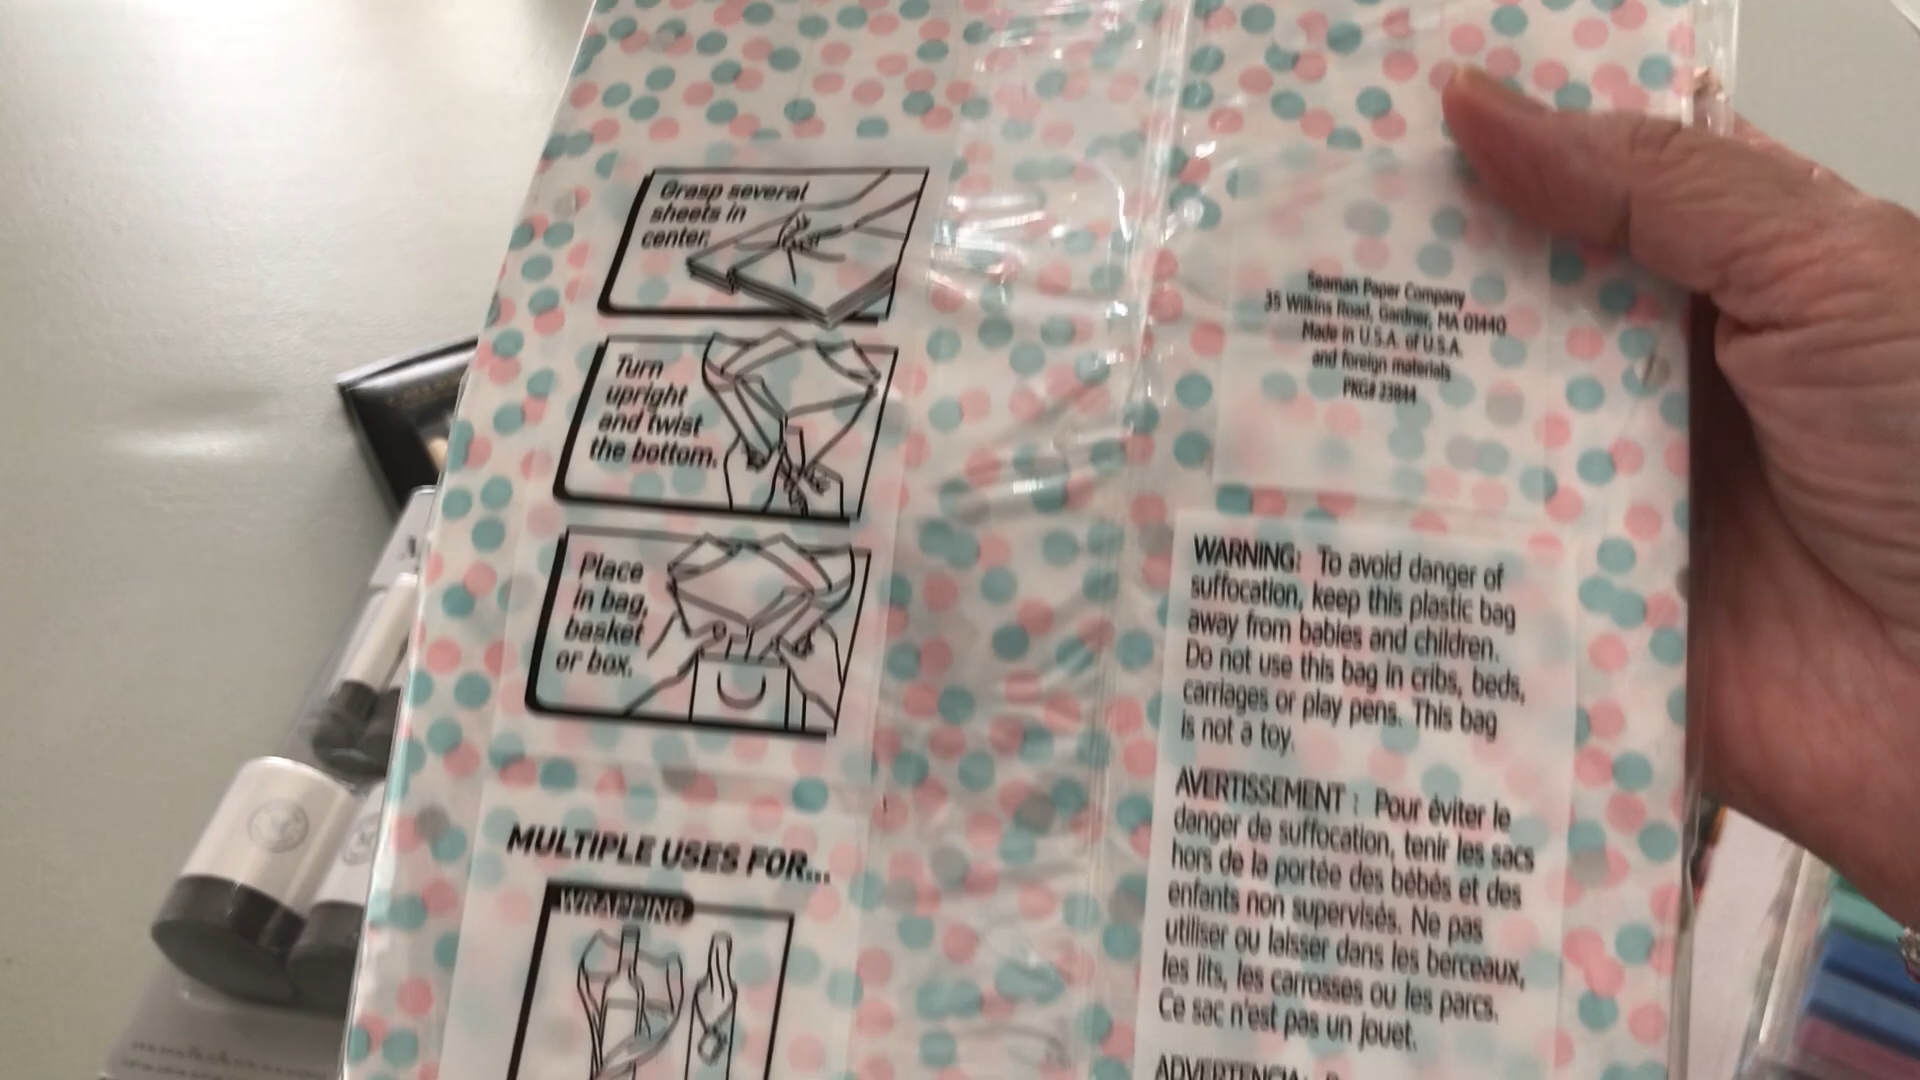 Grasp several
sheets in
center.
Turn
upright
and twist
the bottom.
Place
in bag,
basket
or box.
MULTIPLE USES FOR...
WRAPPING
Seaman Paper Company
35 Wilkins Road, Gardner, MA 01440
Made in U.S.A. of U.S.A.
and foreign materials
PKG# 23844
WARNING: To avoid danger of
suffocation, keep this plastic bag
away from babies and children.
Do not use this bag in cribs, beds,
carriages or play pens. This bag
is not a toy.
AVERTISSEMENT : Pour éviter le
danger de suffocation, tenir les sacs
hors de la portée des bébés et des
enfants non supervisés. Ne pas
utiliser ou laisser dans les berceaux,
les lits, les carrosses ou les parcs.
Ce sac n'est pas un jouet.
ADVERTENCIA: